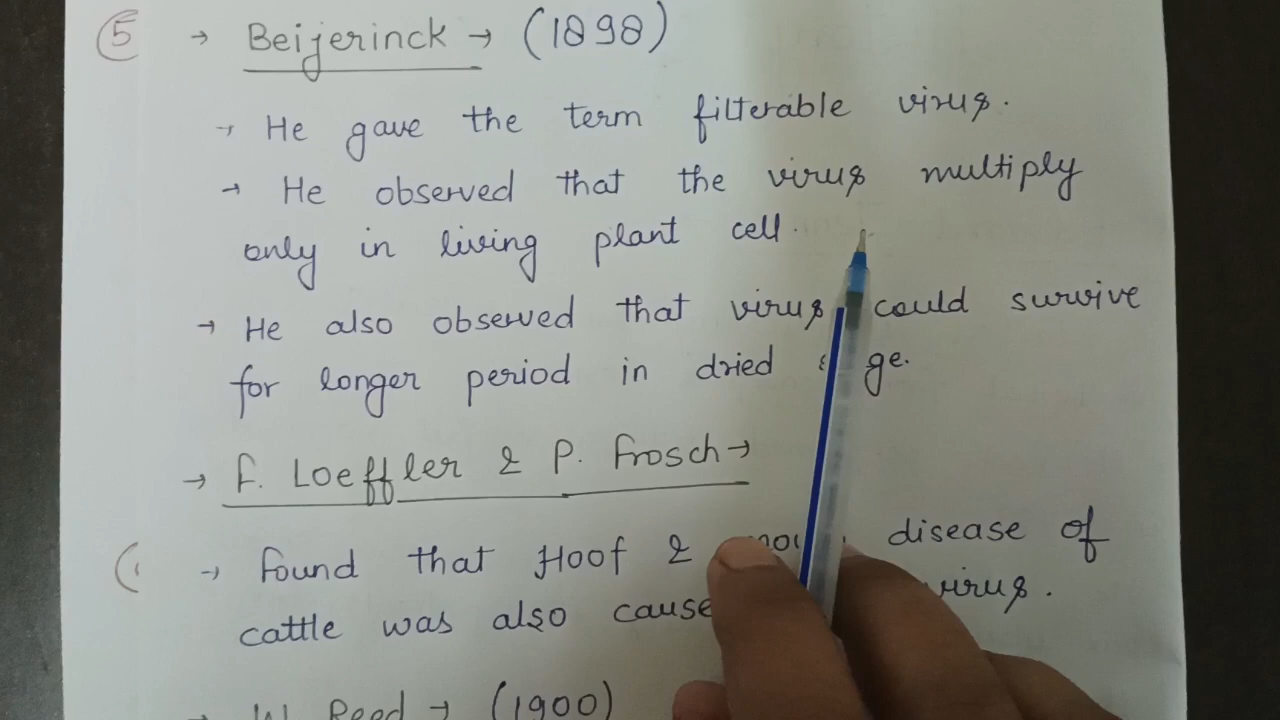 5 → Beijerinck → (1898)
→ He gave the term filterable virus.
→ He observed that the virus multiply
only in living plant cell.
→ He also observed that virus could survive
for longer period in dried
→ F. Loeffler & P. Frosch →
→ Found that Hoof & disease of
cattle was also virus.
→ W. Reed → (1900)